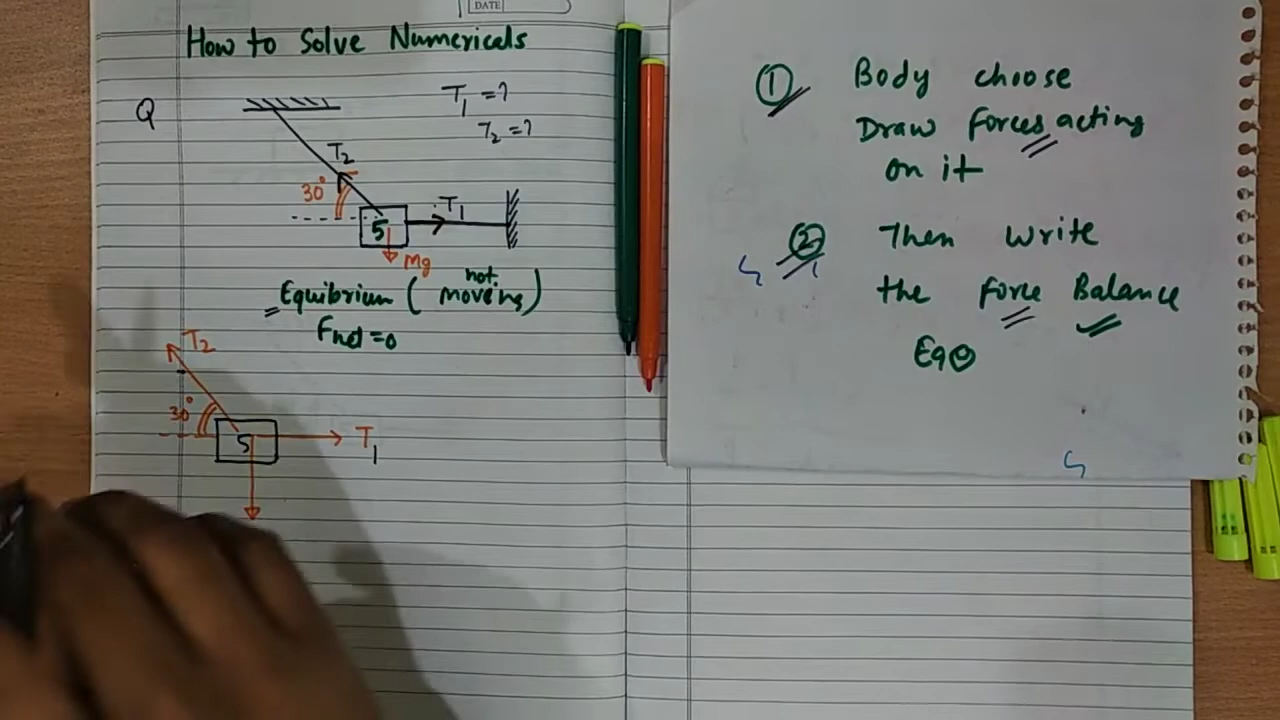 DATE
How to Solve Numericals
Q
T1 = ?
T2 = ?
T2
30°
T1
5
Mg
Equibrium ( not moveing )
Fnet = 0
T2
30°
5
T1
① Body choose
Draw forces acting
on it
② Then Write
the force Balance
Eq